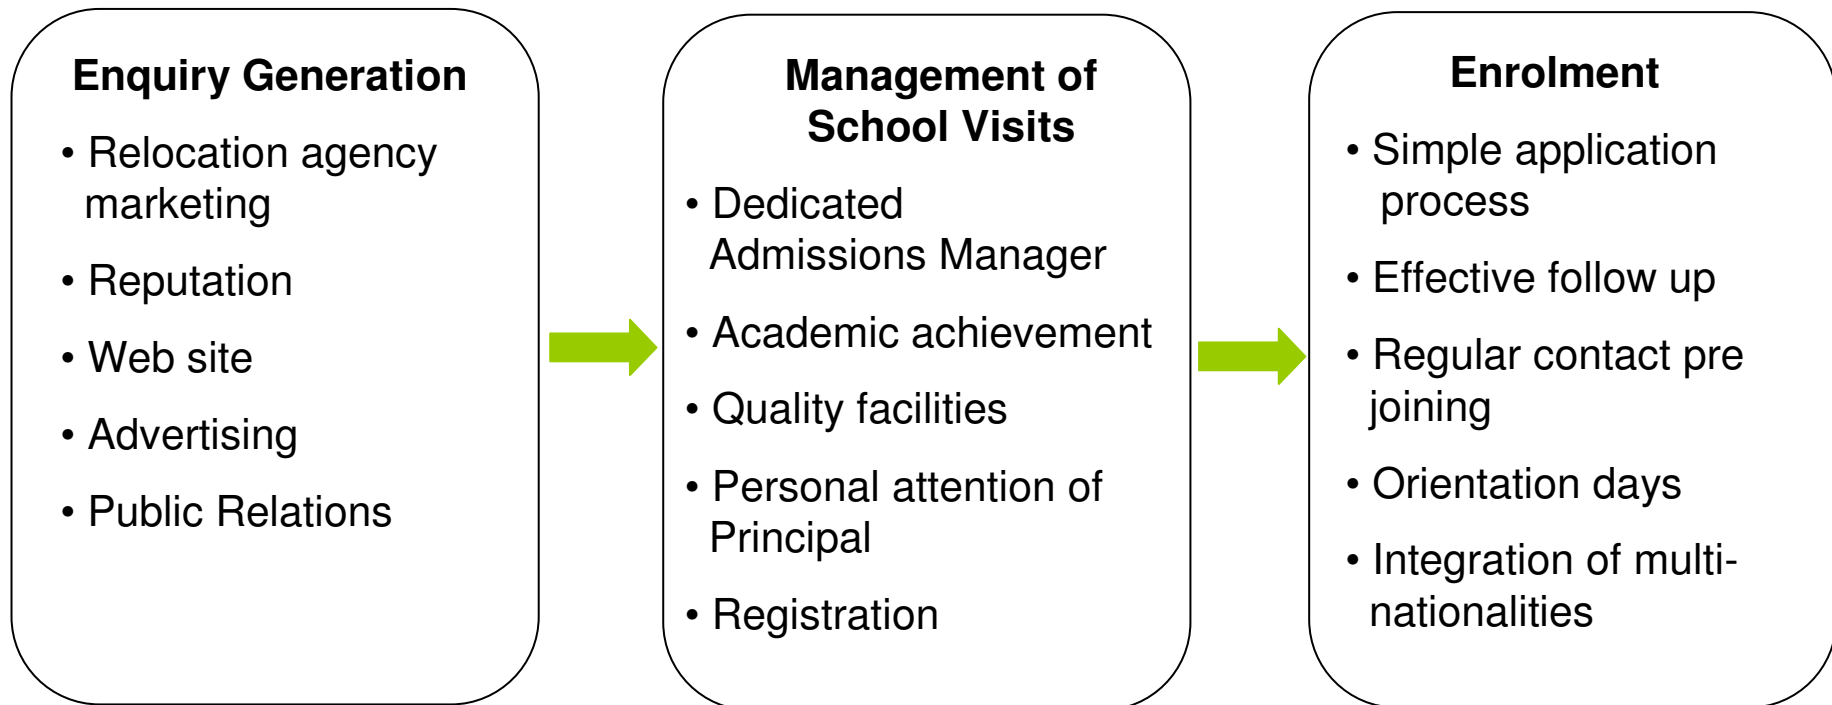 Enquiry Generation
• Relocation agency
marketing
• Reputation
• Web site
• Advertising
• Public Relations
Management of
School Visits
• Dedicated
Admissions Manager
• Academic achievement
• Quality facilities
• Personal attention of
Principal
• Registration
Enrolment
• Simple application
process
• Effective follow up
• Regular contact pre
joining
• Orientation days
• Integration of multi-
nationalities